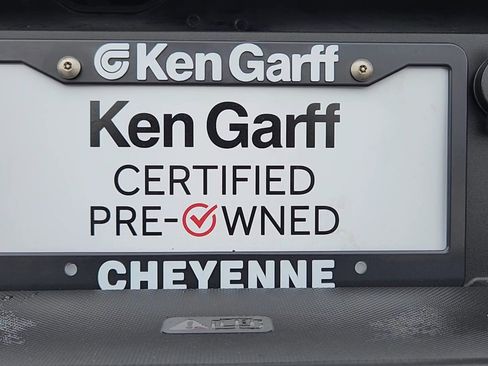 Ken Garff
Ken Garff
CERTIFIED
PRE-OWNED
CHEYENNE